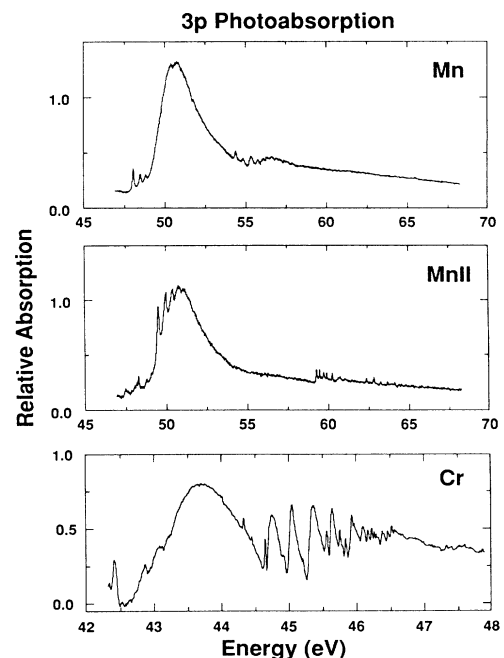 3p Photoabsorption
Mn
1.0
0.0
45 50 55 60 65 70
MnII
1.0
0.0
45 50 55 60 65 70
Relative Absorption
Cr
1.0
0.5
0.0
42 43 44 45 46 47 48
Energy (eV)